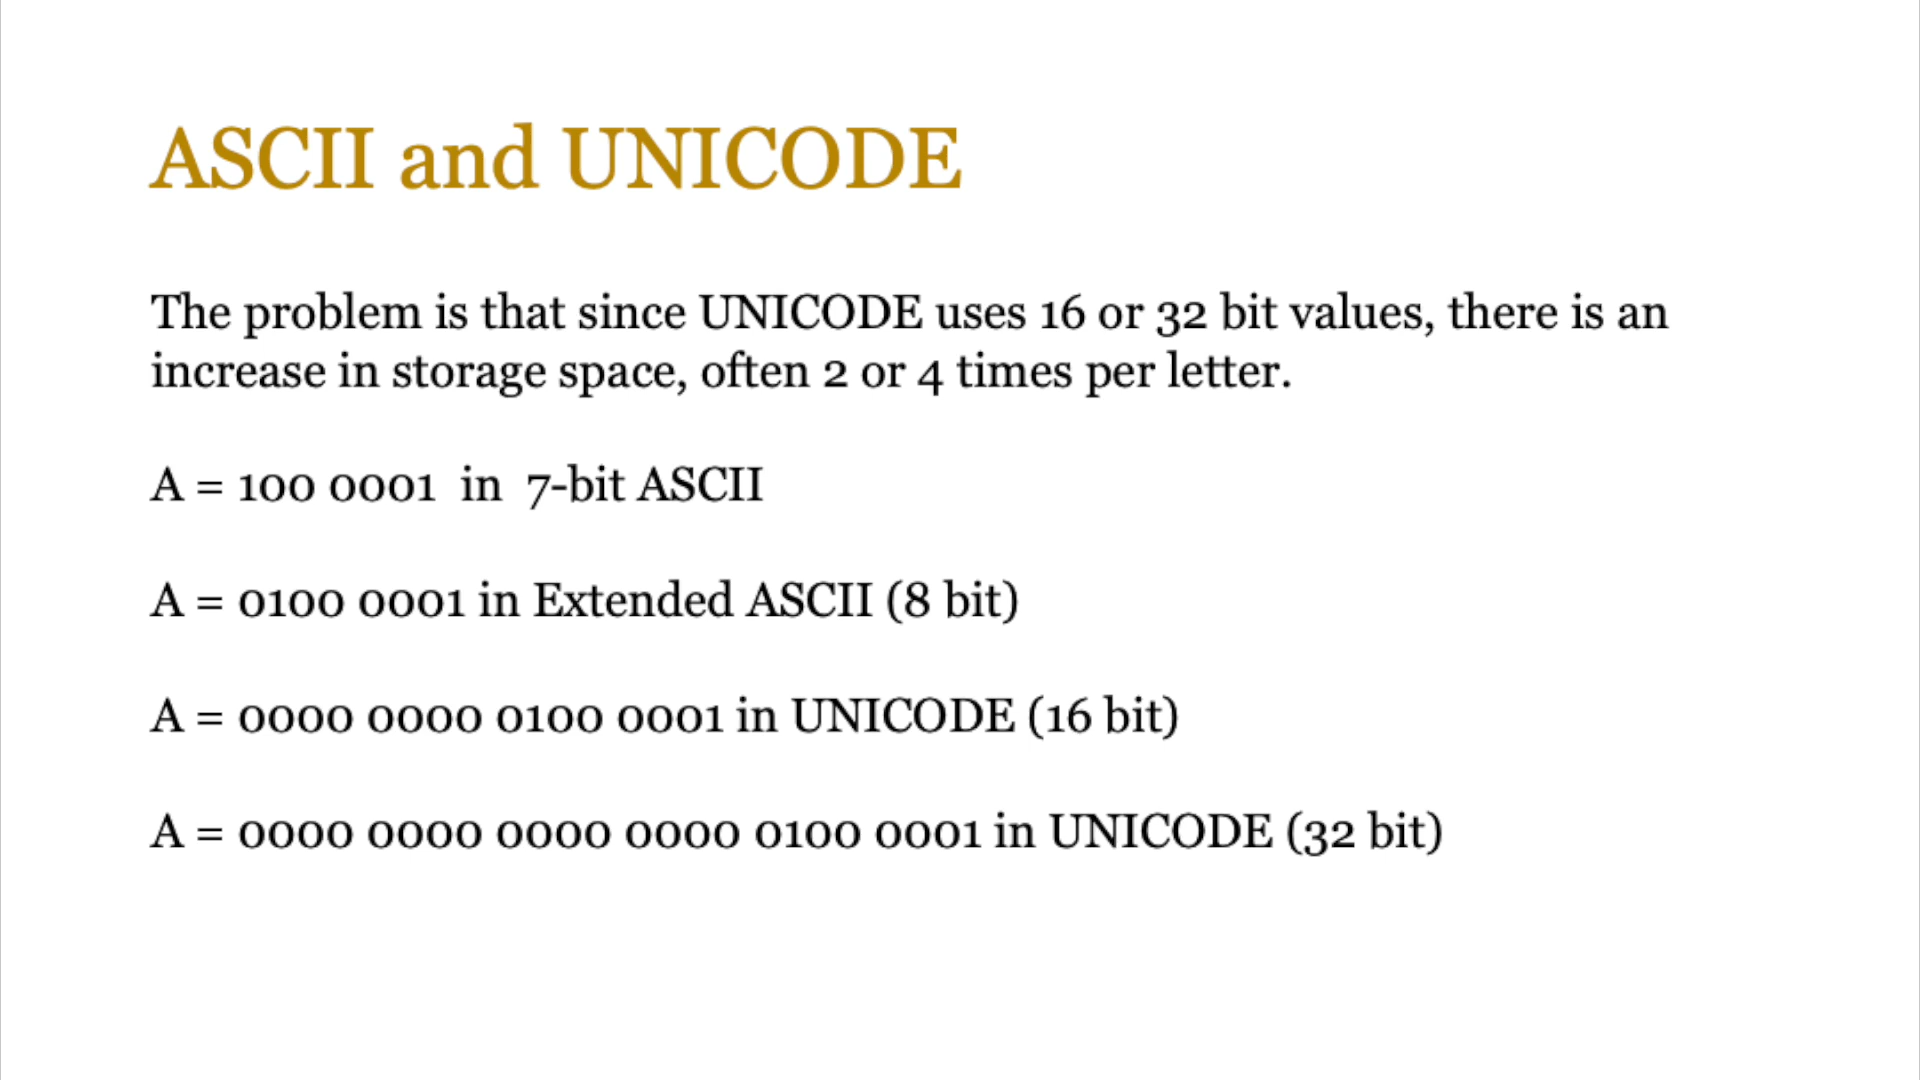 ASCII and UNICODE
The problem is that since UNICODE uses 16 or 32 bit values, there is an
increase in storage space, often 2 or 4 times per letter.
A = 100 0001 in 7-bit ASCII
A = 0100 0001 in Extended ASCII (8 bit)
A = 0000 0000 0100 0001 in UNICODE (16 bit)
A = 0000 0000 0000 0000 0100 0001 in UNICODE (32 bit)